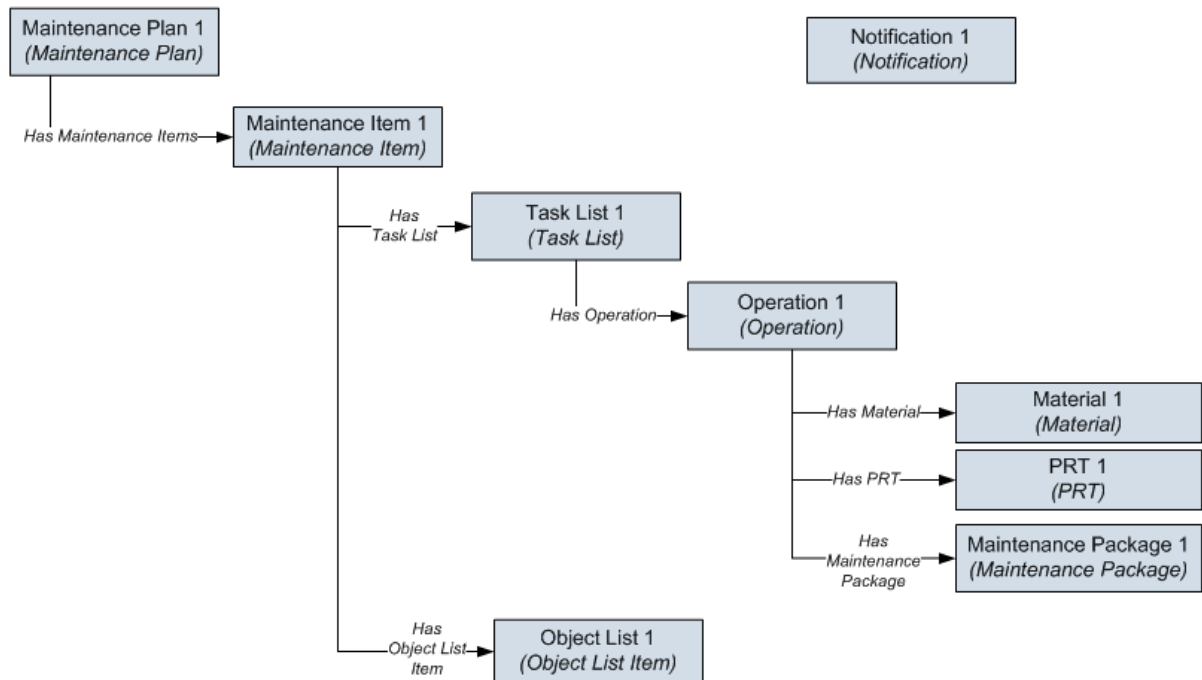 Maintenance Plan 1
(Maintenance Plan)
Notification 1
(Notification)
Has Maintenance Items
Maintenance Item 1
(Maintenance Item)
Has
Task List
Task List 1
(Task List)
Has Operation
Operation 1
(Operation)
Has Material
Material 1
(Material)
Has PRT
PRT 1
(PRT)
Has
Maintenance
Package
Maintenance Package 1
(Maintenance Package)
Has
Object List
Item
Object List 1
(Object List Item)